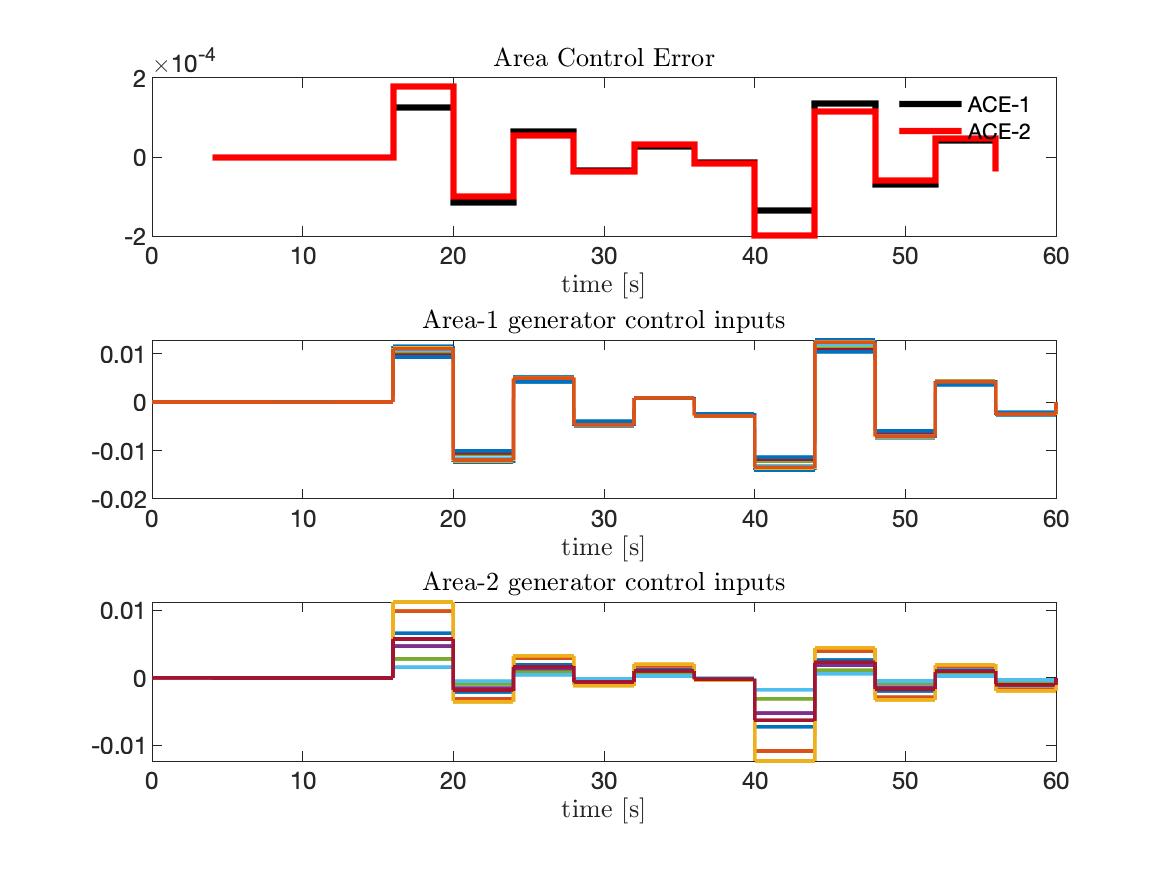 ×10-4
Area Control Error
2
0
-2
ACE-1
ACE-2
0 10 20 30 40 50 60
time [s]
Area-1 generator control inputs
0.01
0
-0.01
-0.02
0 10 20 30 40 50 60
time [s]
Area-2 generator control inputs
0.01
0
-0.01
0 10 20 30 40 50 60
time [s]